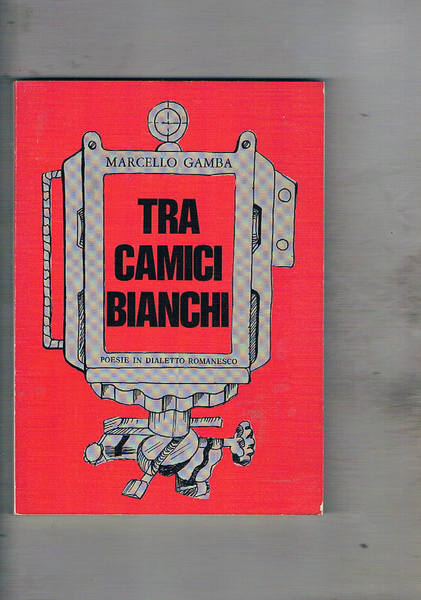 MARCELLO GAMBA
TRA
CAMICI
BIANCHI
POESIE IN DIALETTO ROMANESCO